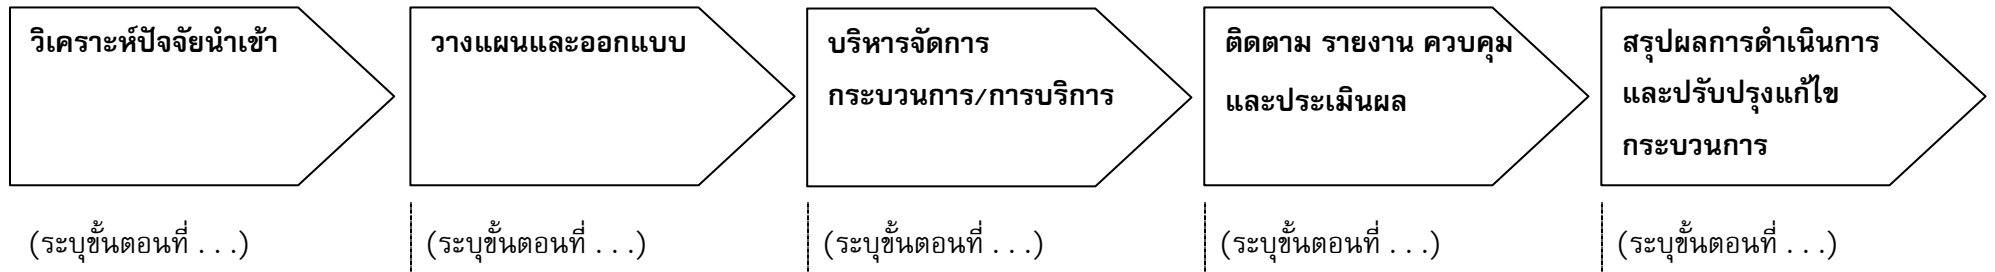 วิเคราะห์ปัจจัยนำเข้า
วางแผนและออกแบบ
บริหารจัดการ
กระบวนการ/การบริการ
ติดตาม รายงาน ควบคุม
และประเมินผล
สรุปผลการดำเนินการ
และปรับปรุงแก้ไข
กระบวนการ
(ระบุขั้นตอนที่ . . .)
(ระบุขั้นตอนที่ . . .)
(ระบุขั้นตอนที่ . . .)
(ระบุขั้นตอนที่ . . .)
(ระบุขั้นตอนที่ . . .)